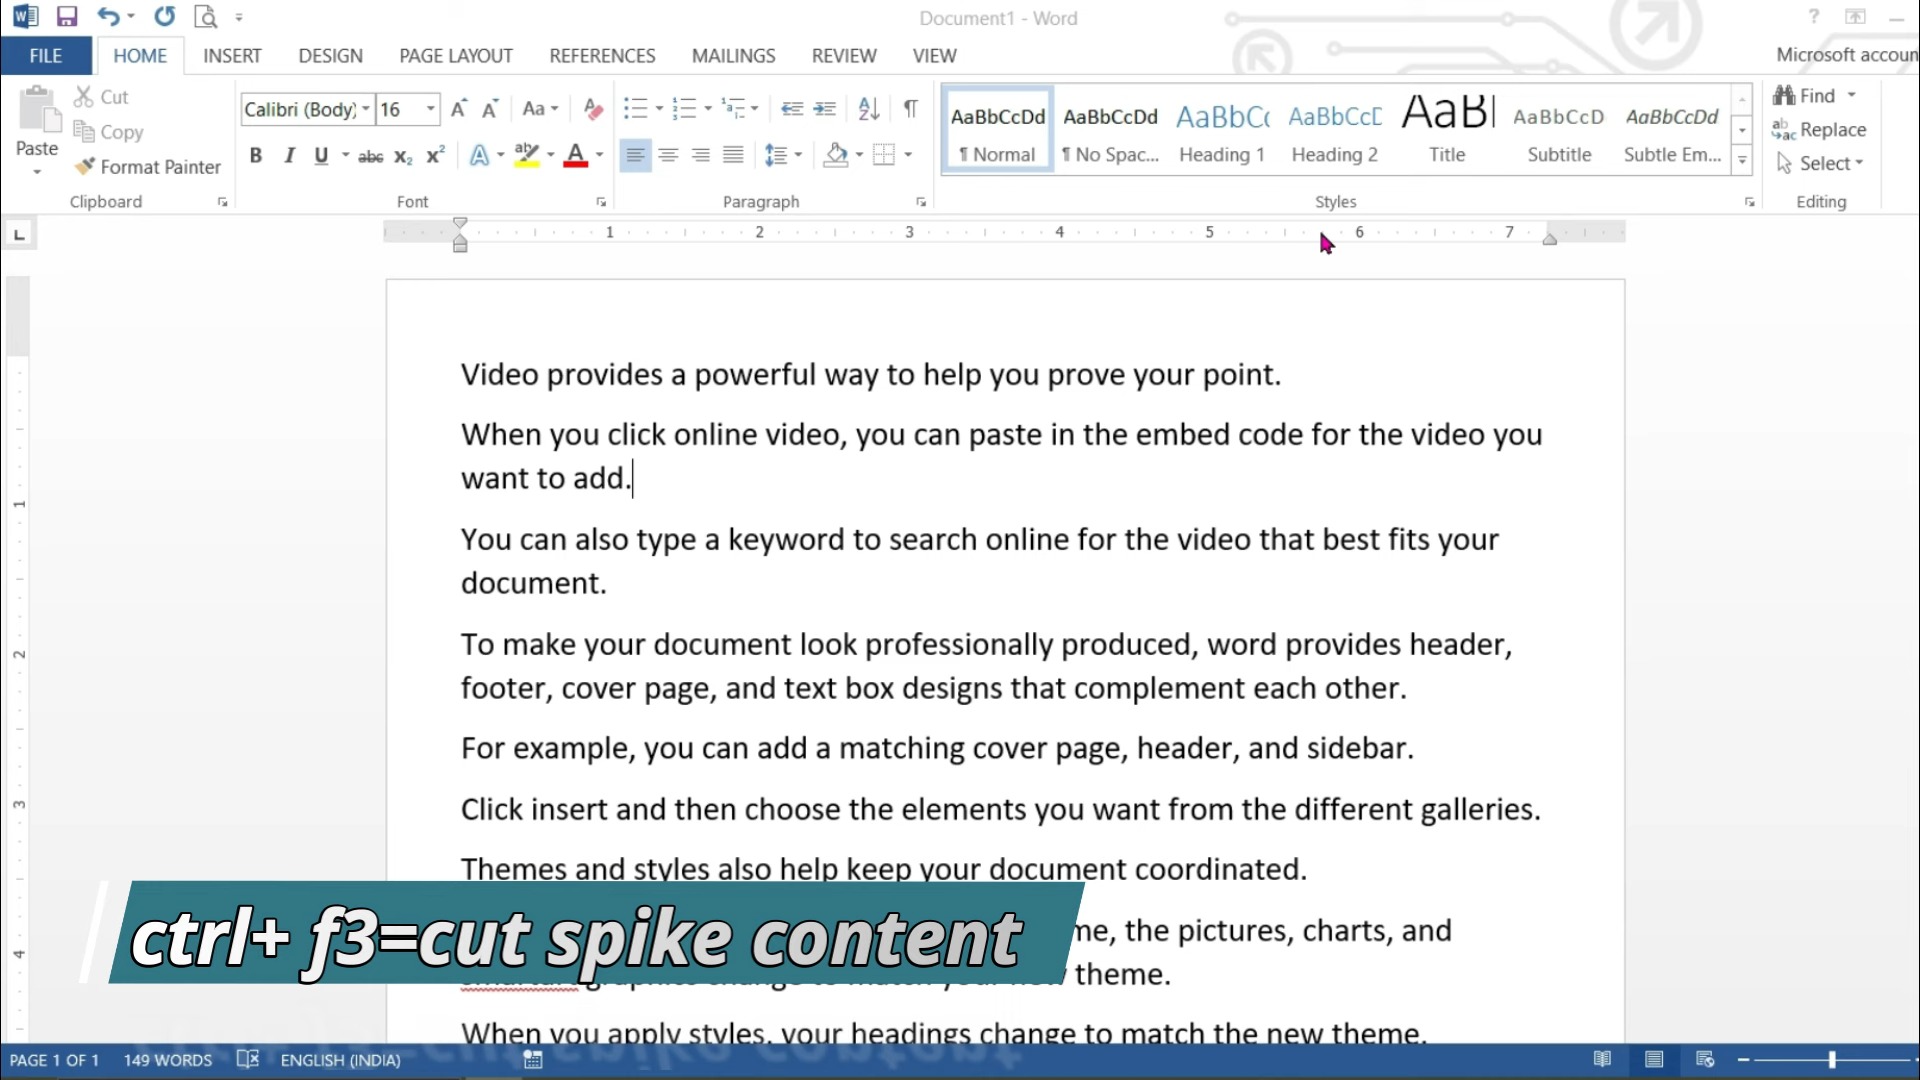 Document1 - Word
FILE HOME INSERT DESIGN PAGE LAYOUT REFERENCES MAILINGS REVIEW VIEW Microsoft accoun
Paste
Cut
Copy
Format Painter
Clipboard
Calibri (Body) 16
Font
Paragraph
AaBbCcDd AaBbCcDd AaBbC( AaBbCcD AaB AaBbCcD AaBbCcDd
¶ Normal ¶ No Spac... Heading 1 Heading 2 Title Subtitle Subtle Em...
Styles
Find
Replace
Select
Editing
1 2 3 4 5 6 7
Video provides a powerful way to help you prove your point.
When you click online video, you can paste in the embed code for the video you
want to add.
You can also type a keyword to search online for the video that best fits your
document.
To make your document look professionally produced, word provides header,
footer, cover page, and text box designs that complement each other.
For example, you can add a matching cover page, header, and sidebar.
Click insert and then choose the elements you want from the different galleries.
Themes and styles also help keep your document coordinated.
me, the pictures, charts, and
theme.
When you apply styles, your headings change to match the new theme.
ctrl+ f3=cut spike content
PAGE 1 OF 1 149 WORDS ENGLISH (INDIA)